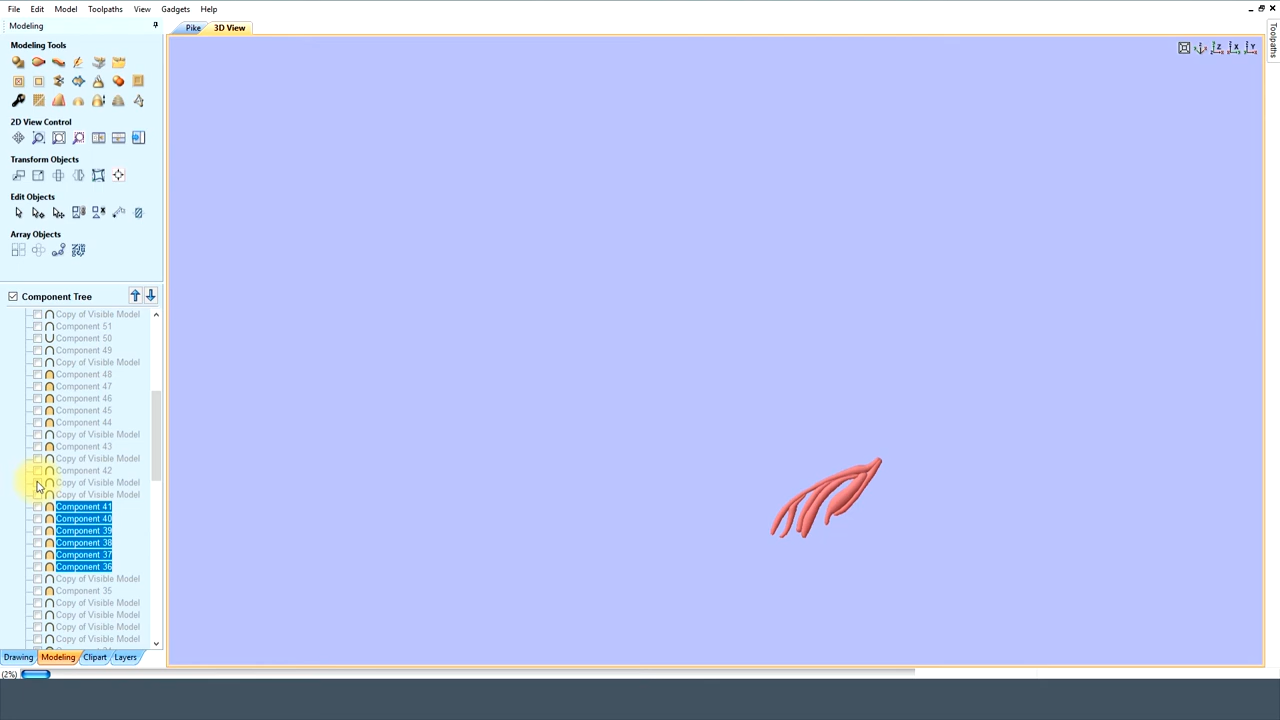 File Edit Model Toolpaths View Gadgets Help
Modeling
Pike 3D View
Toolpaths
Modeling Tools
Z X Y
2D View Control
Transform Objects
Edit Objects
Array Objects
Component Tree
Copy of Visible Model
Component 51
Component 50
Component 49
Copy of Visible Model
Component 48
Component 47
Component 46
Component 45
Component 44
Copy of Visible Model
Component 43
Copy of Visible Model
Component 42
Copy of Visible Model
Copy of Visible Model
Component 41
Component 40
Component 39
Component 38
Component 37
Component 36
Copy of Visible Model
Component 35
Copy of Visible Model
Copy of Visible Model
Copy of Visible Model
Copy of Visible Model
Drawing Modeling Clipart Layers
(2%)